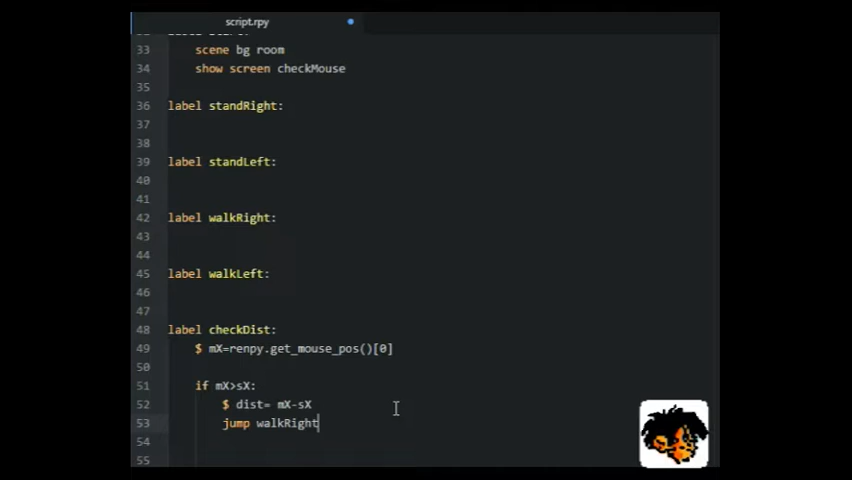 script.rpy
33 scene bg room
34 show screen checkMouse
35
36 label standRight:
37
38
39 label standLeft:
40
41
42 label walkRight:
43
44
45 label walkLeft:
46
47
48 label checkDist:
49 $ mX=renpy.get_mouse_pos()[0]
50
51 if mX>sX:
52 $ dist= mX-sX
53 jump walkRight
54
55